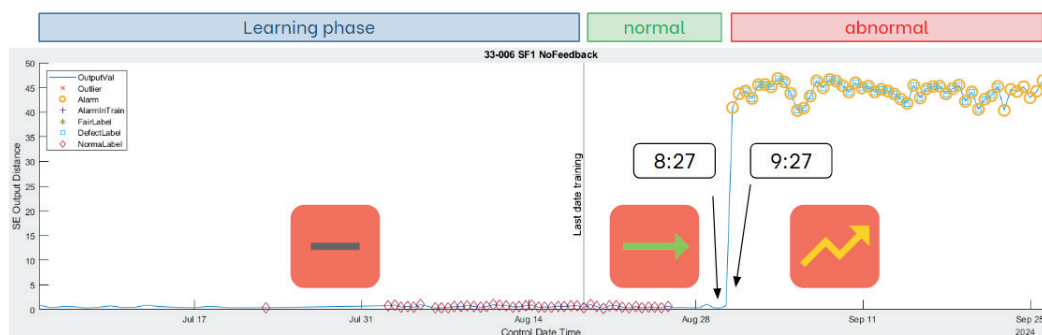 Learning phase
normal
abnormal
33-006 SF1 NoFeedback
50
45
40
35
30
25
20
15
10
5
0
SE Output Distance
OutputVal
Outlier
Alarm
AlarmInTrain
FairLabel
DefectLabel
NormaLabel
Last date training
8:27
9:27
Jul 17
Jul 31
Aug 14
Aug 28
Sep 11
Sep 25
2024
Control Date Time